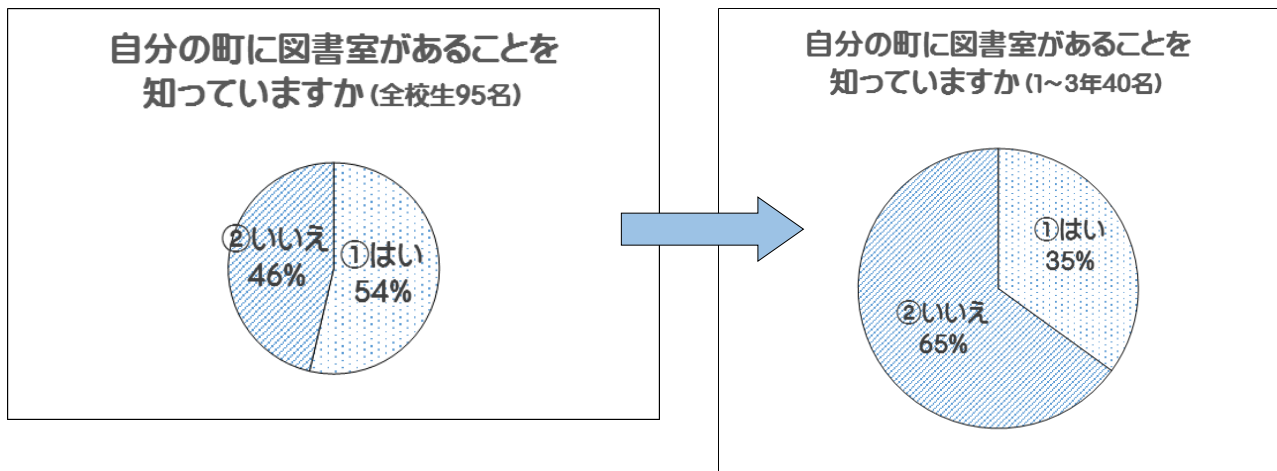 自分の町に図書室があることを
知っていますか(全校生95名)
②いいえ
46%
①はい
54%
自分の町に図書室があることを
知っていますか(1〜3年40名)
①はい
35%
②いいえ
65%